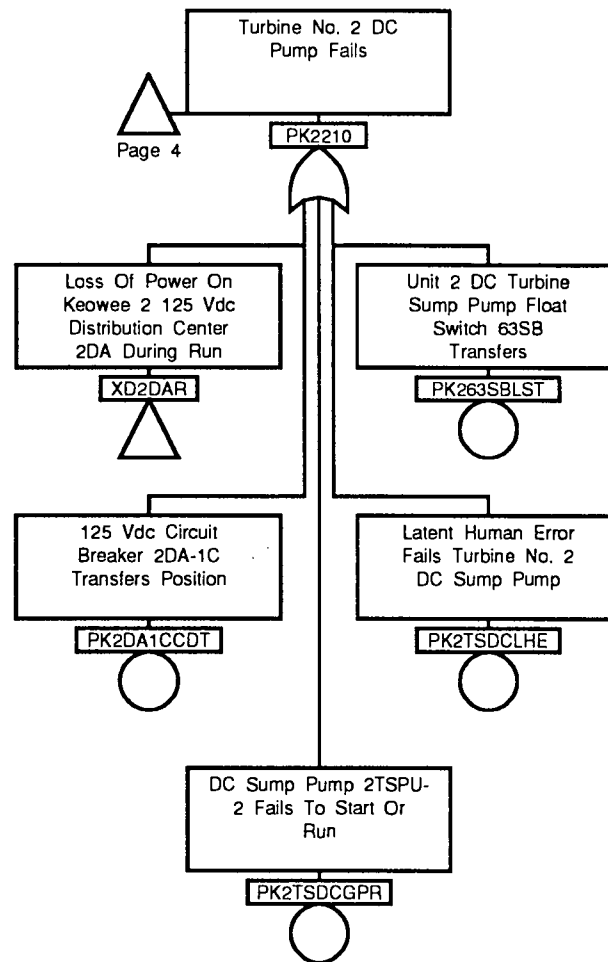 Turbine No. 2 DC
Pump Fails
Page 4
PK2210
Loss Of Power On
Keowee 2 125 Vdc
Distribution Center
2DA During Run
XD2DAR
Unit 2 DC Turbine
Sump Pump Float
Switch 63SB
Transfers
PK263SBLST
125 Vdc Circuit
Breaker 2DA-1C
Transfers Position
PK2DA1CCDT
Latent Human Error
Fails Turbine No. 2
DC Sump Pump
PK2TSDCLHE
DC Sump Pump 2TSPU-
2 Fails To Start Or
Run
PK2TSDCGPR